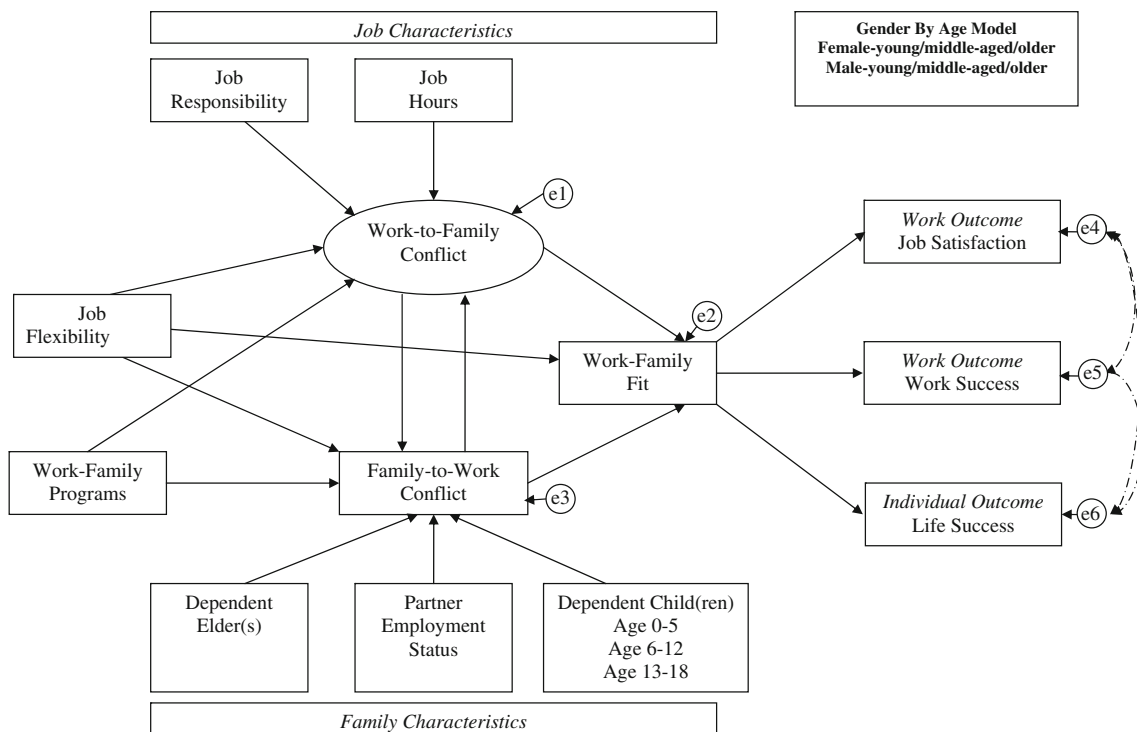 Job Characteristics
Gender By Age Model
Female-young/middle-aged/older
Male-young/middle-aged/older
Job
Responsibility
Job
Hours
e1
Work-to-Family
Conflict
Work Outcome
Job Satisfaction
e4
Job
Flexibility
e2
Work-Family
Fit
Work Outcome
Work Success
e5
Work-Family
Programs
Family-to-Work
Conflict
e3
Individual Outcome
Life Success
e6
Dependent
Elder(s)
Partner
Employment
Status
Dependent Child(ren)
Age 0-5
Age 6-12
Age 13-18
Family Characteristics